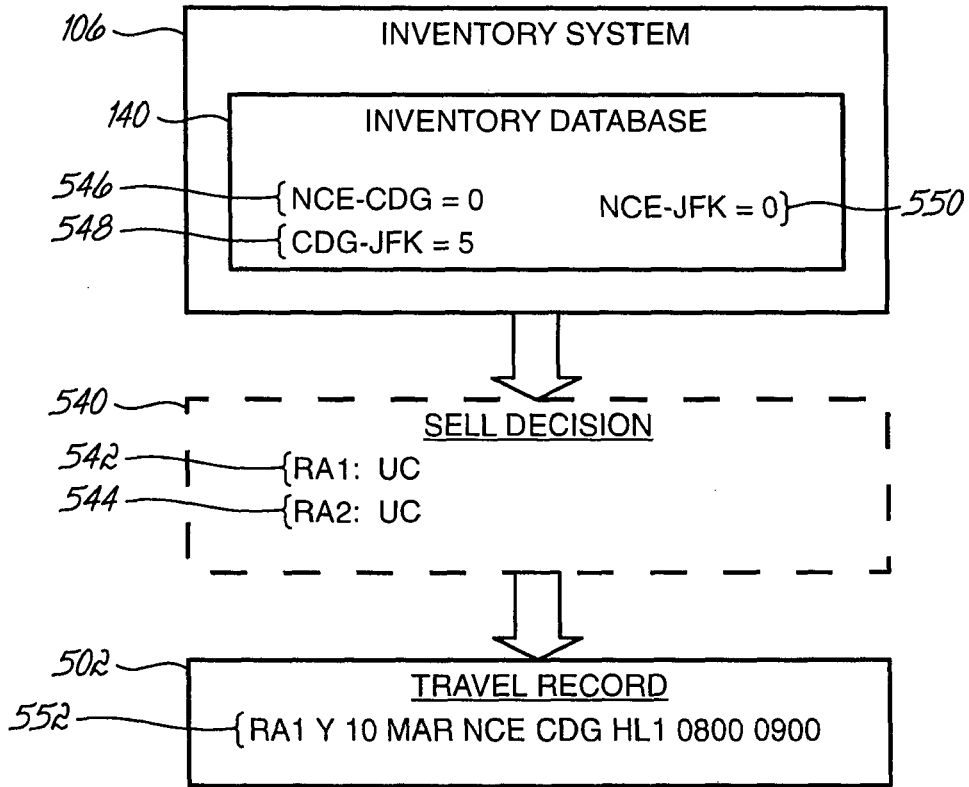 106
INVENTORY SYSTEM
140
INVENTORY DATABASE
546
{NCE-CDG = 0
NCE-JFK = 0}
550
548
{CDG-JFK = 5
540
SELL DECISION
542
{RA1: UC
544
{RA2: UC
502
TRAVEL RECORD
552
{RA1 Y 10 MAR NCE CDG HL1 0800 0900